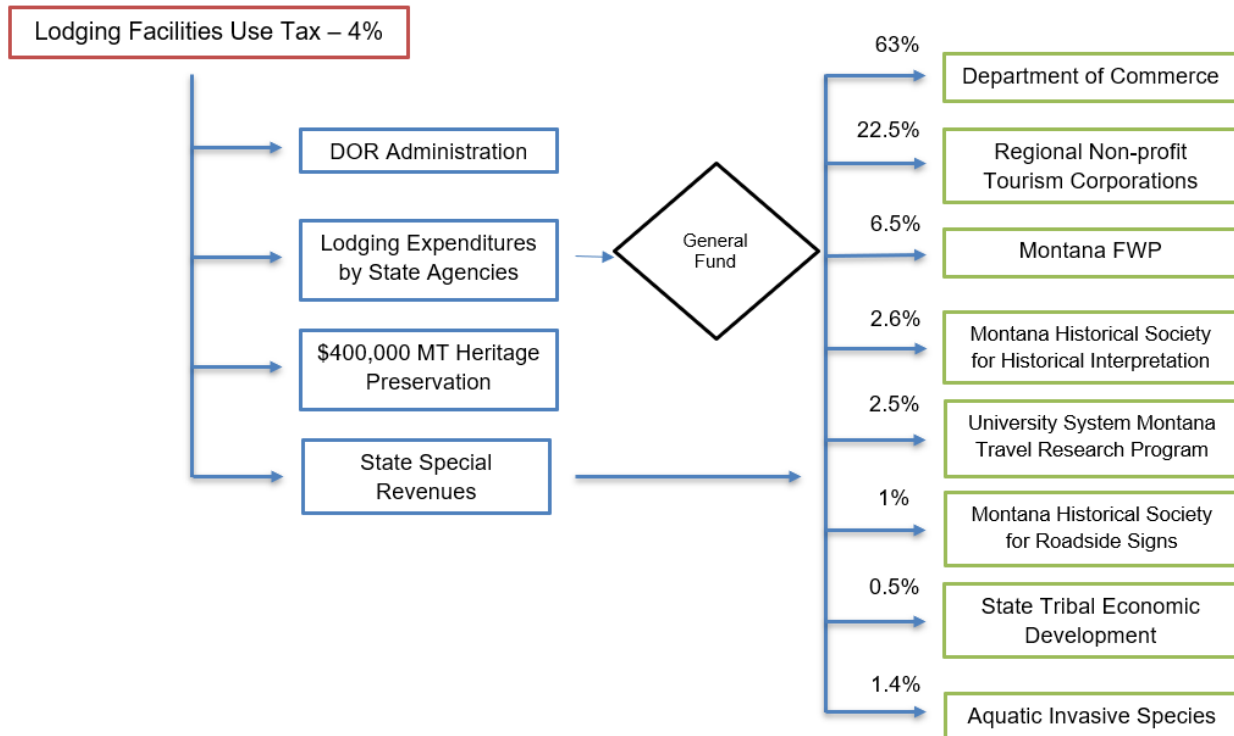 Lodging Facilities Use Tax – 4%
DOR Administration
Lodging Expenditures
by State Agencies
$400,000 MT Heritage
Preservation
State Special
Revenues
General
Fund
63%
Department of Commerce
22.5%
Regional Non-profit
Tourism Corporations
6.5%
Montana FWP
2.6%
Montana Historical Society
for Historical Interpretation
2.5%
University System Montana
Travel Research Program
1%
Montana Historical Society
for Roadside Signs
0.5%
State Tribal Economic
Development
1.4%
Aquatic Invasive Species